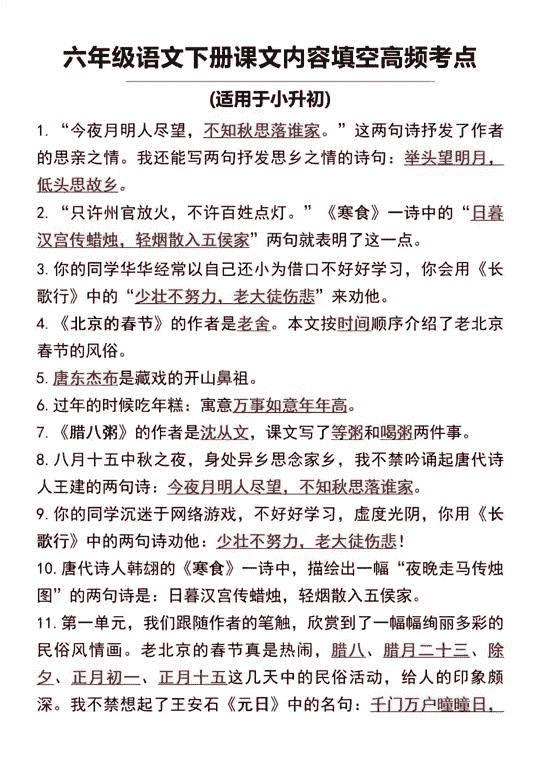 六年级语文下册课文内容填空高频考点
(适用于小升初)
1. “今夜月明人尽望，不知秋思落谁家。”这两句诗抒发了作者
的思亲之情。我还能写两句抒发思乡之情的诗句：举头望明月，
低头思故乡。
2. “只许州官放火，不许百姓点灯。”《寒食》一诗中的“日暮
汉宫传蜡烛，轻烟散入五侯家”两句就表明了这一点。
3. 你的同学华华经常以自己还小为借口不好好学习，你会用《长
歌行》中的“少壮不努力，老大徒伤悲”来劝他。
4. 《北京的春节》的作者是老舍。本文按时间顺序介绍了老北京
春节的风俗。
5. 唐东杰布是藏戏的开山鼻祖。
6. 过年的时候吃年糕：寓意万事如意年年高。
7. 《腊八粥》的作者是沈从文，课文写了等粥和喝粥两件事。
8. 八月十五中秋之夜，身处异乡思念家乡，我不禁吟诵起唐代诗
人王建的两句诗：今夜月明人尽望，不知秋思落谁家。
9. 你的同学沉迷于网络游戏，不好好学习，虚度光阴，你用《长
歌行》中的两句诗劝他：少壮不努力，老大徒伤悲！
10. 唐代诗人韩翃的《寒食》一诗中，描绘出一幅“夜晚走马传烛
图”的两句诗是：日暮汉宫传蜡烛，轻烟散入五侯家。
11. 第一单元，我们跟随作者的笔触，欣赏到了一幅幅绚丽多彩的
民俗风情画。老北京的春节真是热闹，腊八、腊月二十三、除
夕、正月初一、正月十五这几天中的民俗活动，给人的印象颇
深。我不禁想起了王安石《元日》中的名句：千门万户曈曈日，